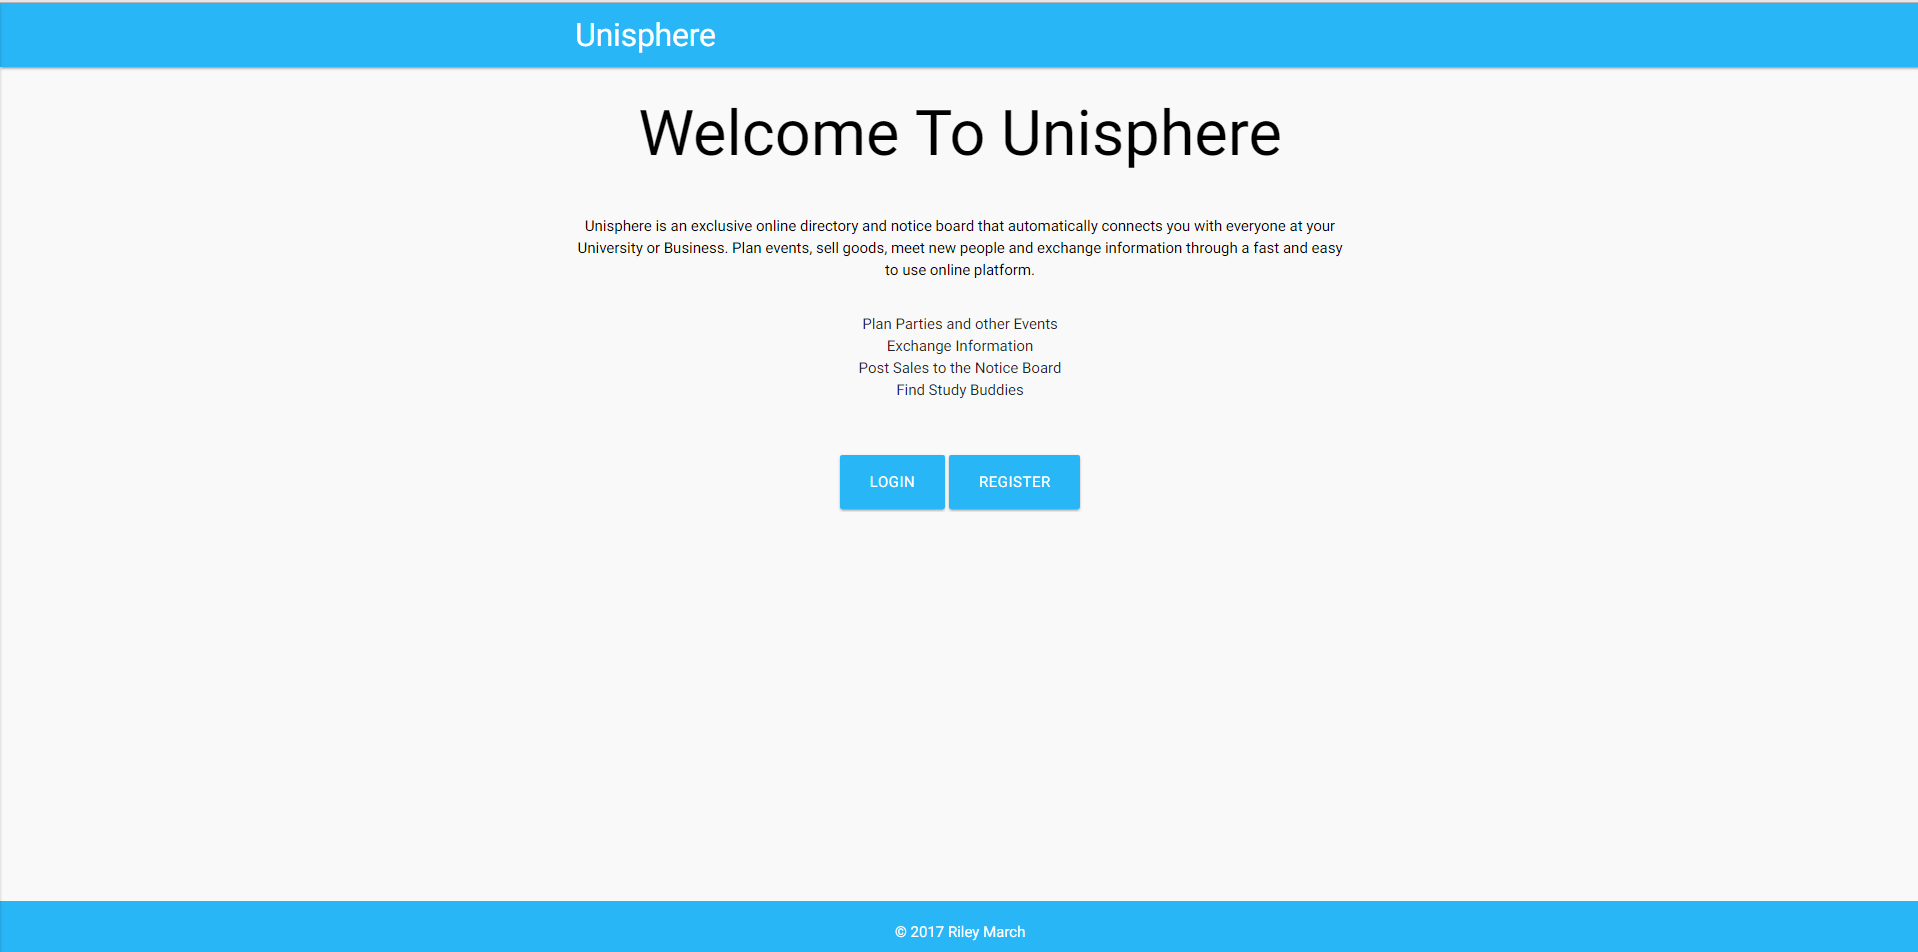 Unisphere
Welcome To Unisphere
Unisphere is an exclusive online directory and notice board that automatically connects you with everyone at your
University or Business. Plan events, sell goods, meet new people and exchange information through a fast and easy
to use online platform.
Plan Parties and other Events
Exchange Information
Post Sales to the Notice Board
Find Study Buddies
LOGIN REGISTER
© 2017 Riley March